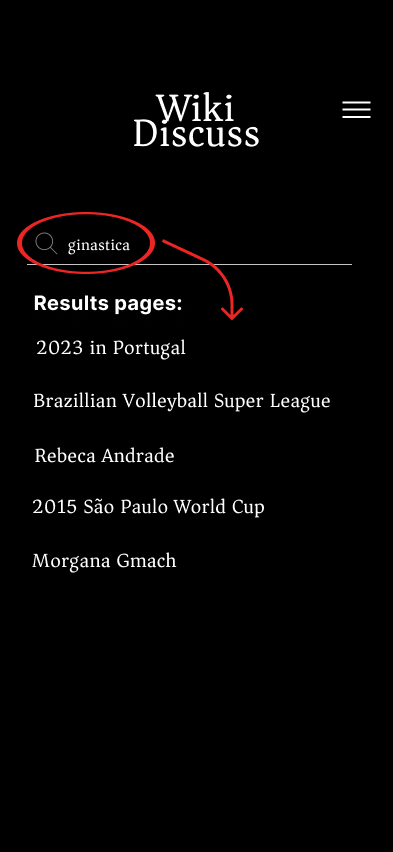 Wiki
Discuss
ginastica
Results pages:
2023 in Portugal
Brazillian Volleyball Super League
Rebeca Andrade
2015 São Paulo World Cup
Morgana Gmach